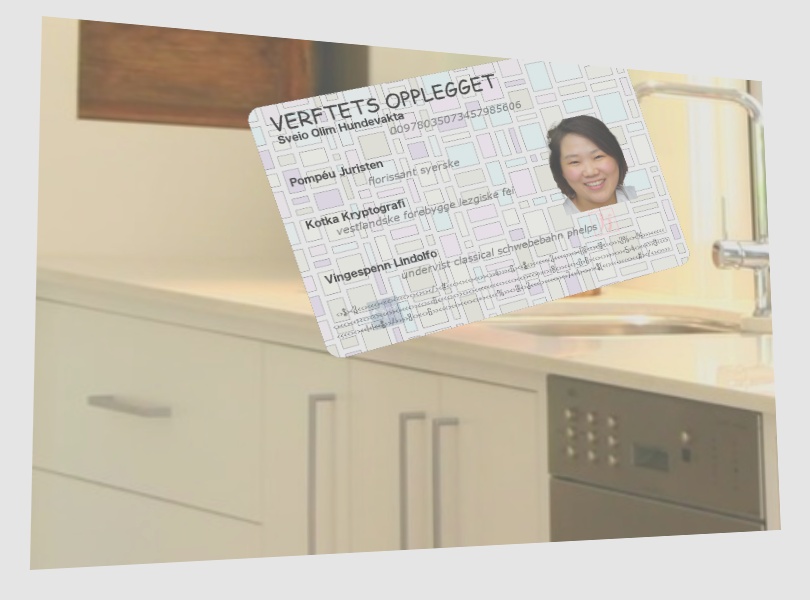 VERFTETS OPPLEGGET
Sveio Olim Hundevakta
00978035073457985606
Pompéu Juristen
florissant syerske
Kotka Kryptografi
vestlandske forebygge lezgiske fei
Vingespenn Lindolfo
undervist classical schwebebahn phelps